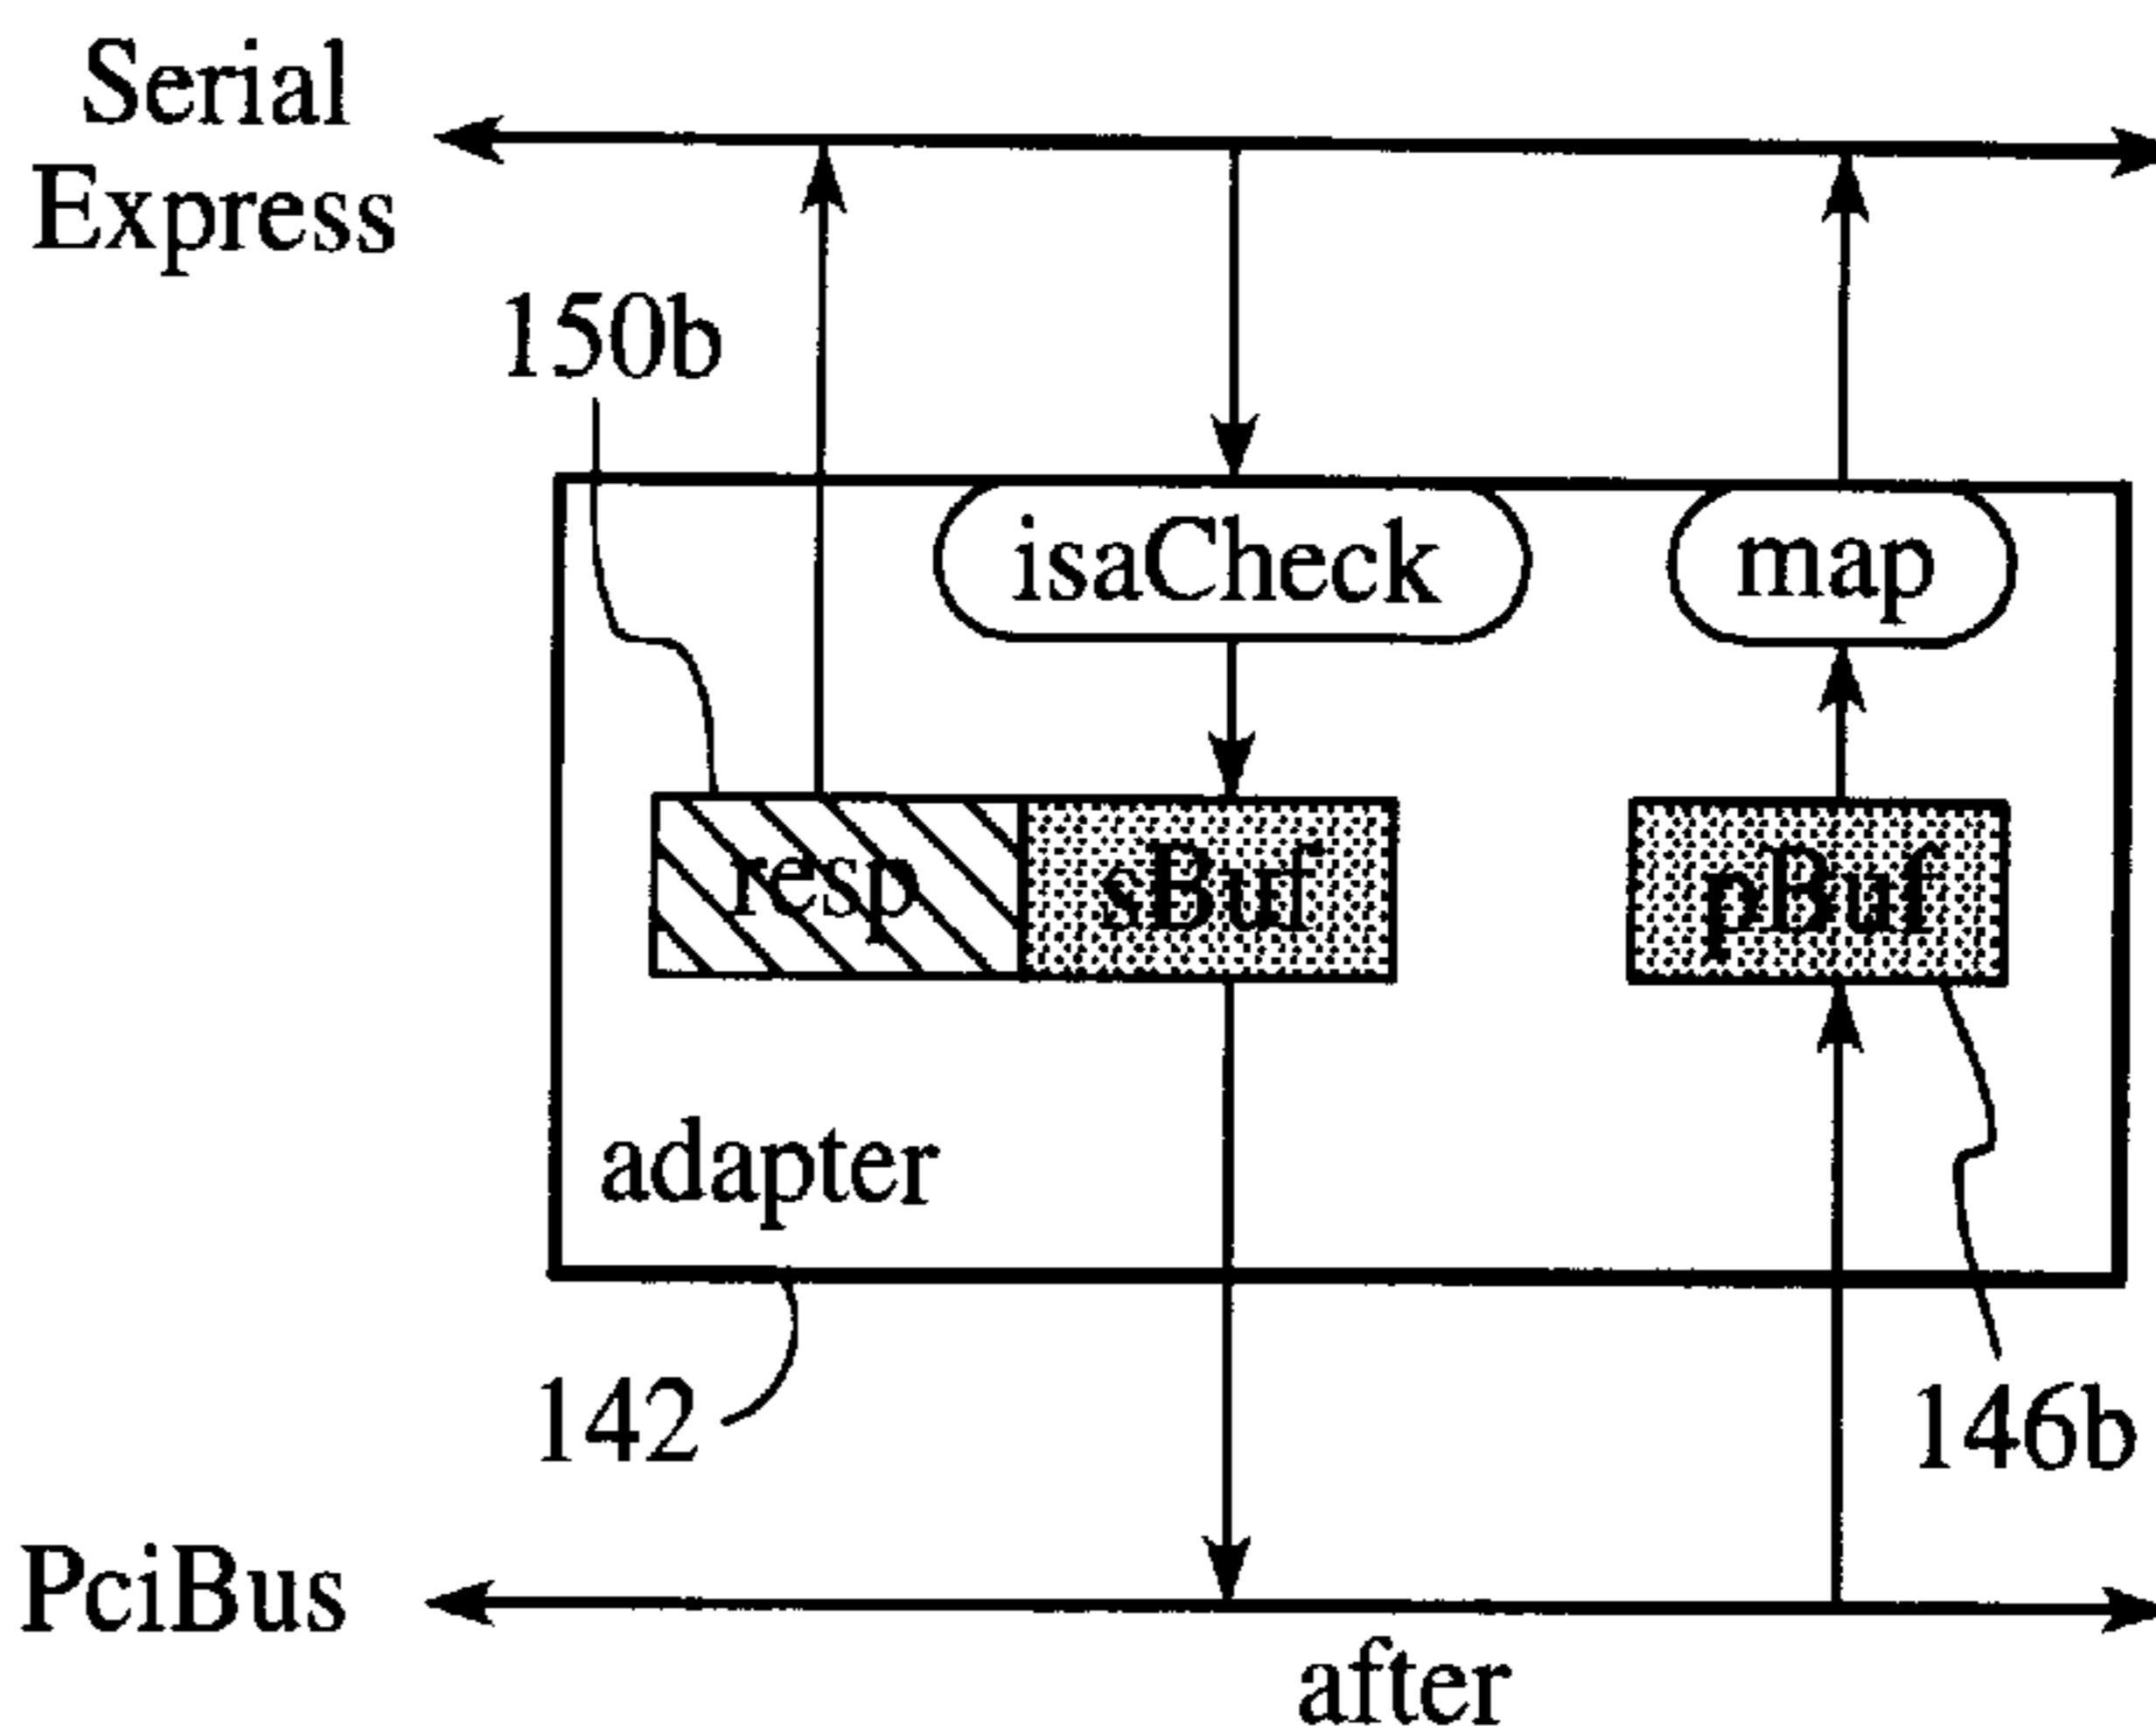 Serial
Express
150b
isaCheck
map
resp
sBuf
pBuf
adapter
142
146b
PciBus
after